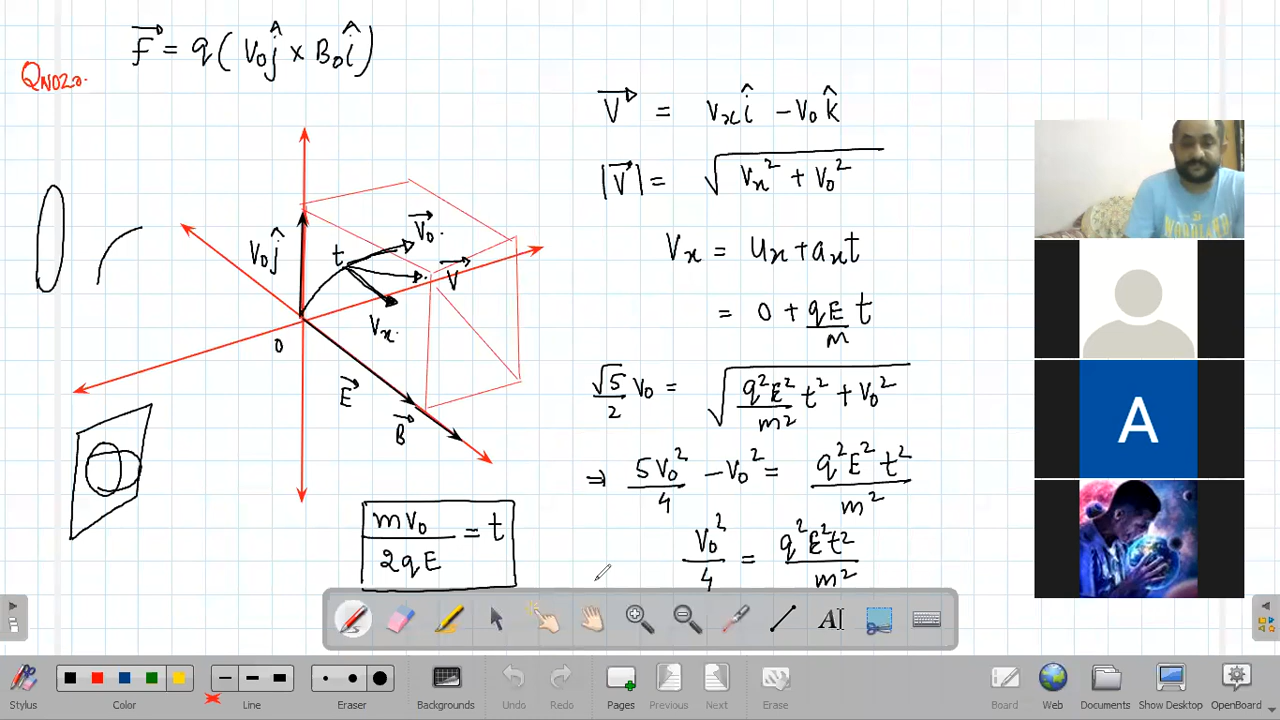 F⃗ = q(V₀ĵ × B₀î)
QNO20.
V₀ĵ
t
V⃗₀.
V⃗
Vₓ.
0
E⃗
B⃗
mV₀/2qE = t
V⃗ = Vₓî - V₀k̂
|V⃗| = √(Vₓ² + V₀²)
Vₓ = uₓ + aₓt
= 0 + qE/m t
√5/2 V₀ = √(q²E²/m² t² + V₀²)
⇒ 5V₀²/4 - V₀² = q²E²t²/m²
V₀²/4 = q²E²t²/m²
A
A
Stylus
Color
Line
Eraser
Backgrounds
Undo
Redo
Pages
Previous
Next
Erase
Board
Web
Documents
Show Desktop
OpenBoard